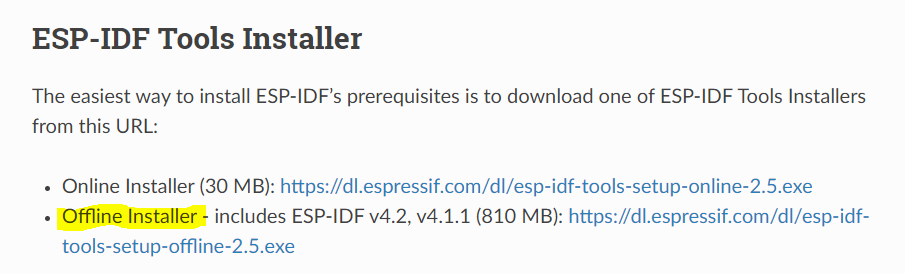 ESP-IDF Tools Installer
The easiest way to install ESP-IDF’s prerequisites is to download one of ESP-IDF Tools Installers
from this URL:
• Online Installer (30 MB): https://dl.espressif.com/dl/esp-idf-tools-setup-online-2.5.exe
• Offline Installer - includes ESP-IDF v4.2, v4.1.1 (810 MB): https://dl.espressif.com/dl/esp-idf-
tools-setup-offline-2.5.exe